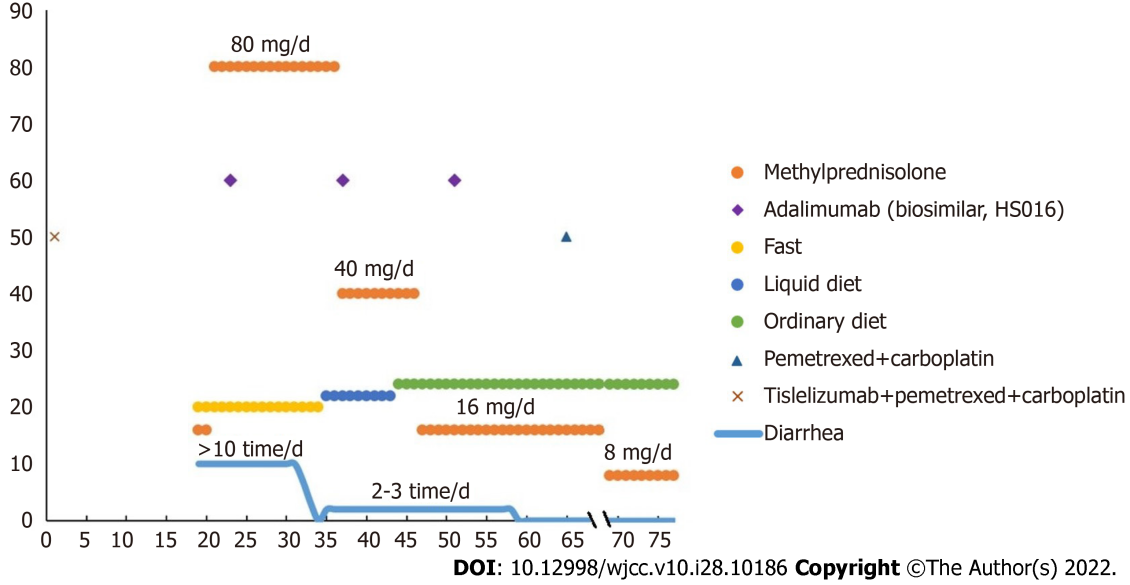 90
80
70
60
50
40
30
20
10
0
80 mg/d
40 mg/d
16 mg/d
>10 time/d
8 mg/d
2-3 time/d
0 5 10 15 20 25 30 35 40 45 50 55 60 65 70 75
Methylprednisolone
Adalimumab (biosimilar, HS016)
Fast
Liquid diet
Ordinary diet
Pemetrexed+carboplatin
Tislelizumab+pemetrexed+carboplatin
Diarrhea
DOI: 10.12998/wjcc.v10.i28.10186 Copyright ©The Author(s) 2022.